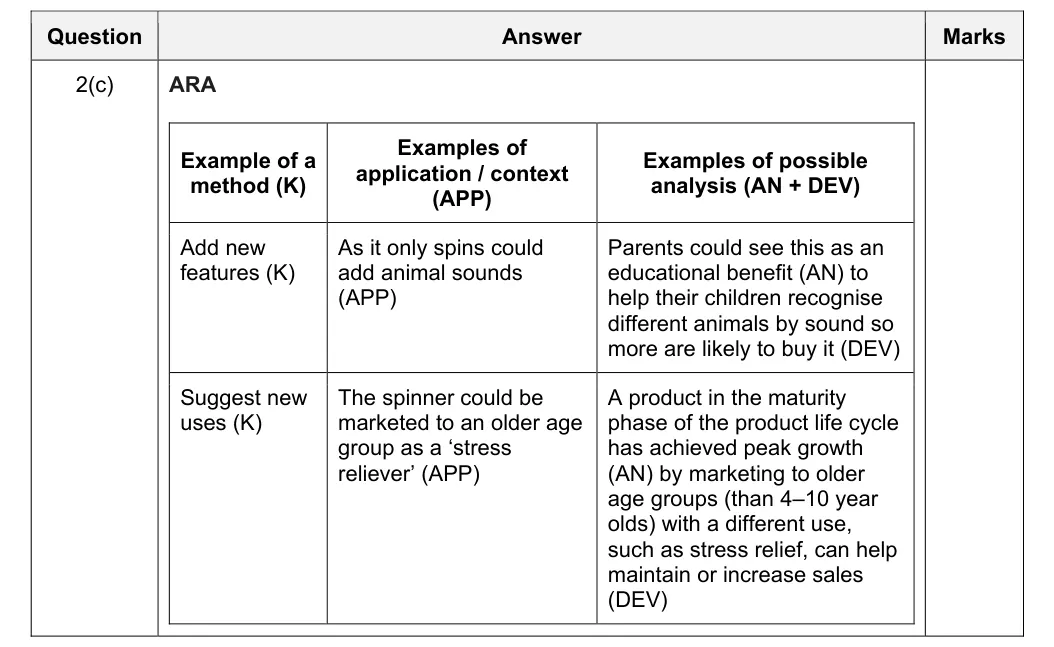 Question Answer Marks
2(c) ARA
Example of a
method (K)
Examples of
application / context
(APP)
Examples of possible
analysis (AN + DEV)
Add new
features (K)
As it only spins could
add animal sounds
(APP)
Parents could see this as an
educational benefit (AN) to
help their children recognise
different animals by sound so
more are likely to buy it (DEV)
Suggest new
uses (K)
The spinner could be
marketed to an older age
group as a ‘stress
reliever’ (APP)
A product in the maturity
phase of the product life cycle
has achieved peak growth
(AN) by marketing to older
age groups (than 4–10 year
olds) with a different use,
such as stress relief, can help
maintain or increase sales
(DEV)